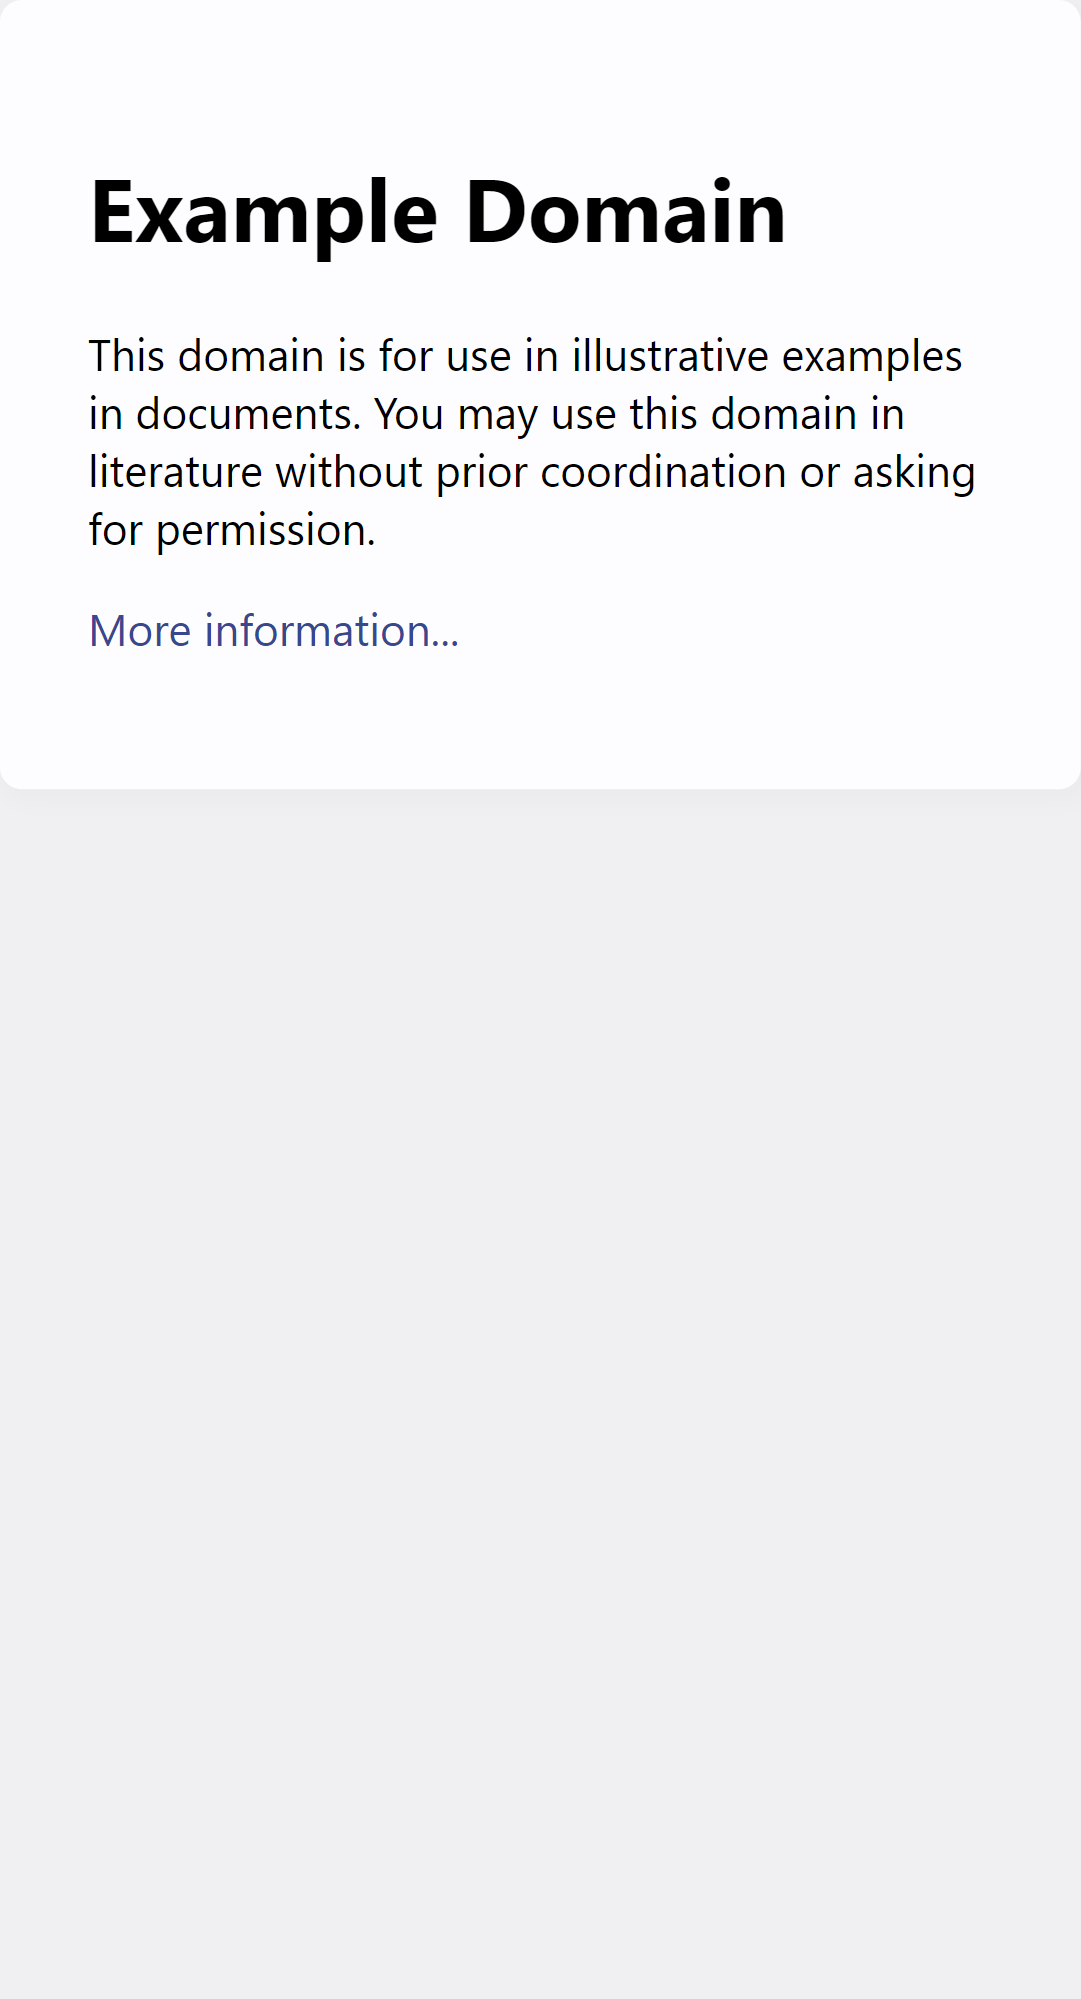 Example Domain
This domain is for use in illustrative examples
in documents. You may use this domain in
literature without prior coordination or asking
for permission.
More information...